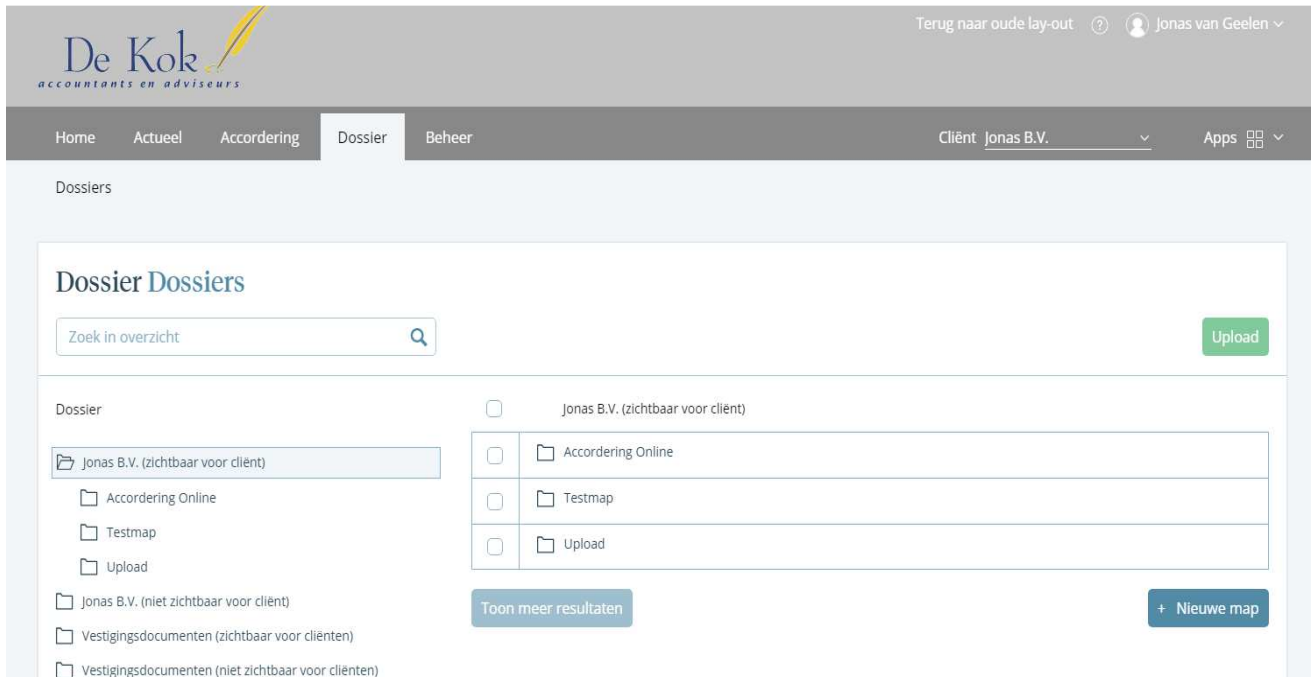 Terug naar oude lay-out ? Jonas van Geelen
De Kok
accountants en adviseurs
Home Actueel Accordering Dossier Beheer Cliënt Jonas B.V. Apps
Dossiers
Dossier Dossiers
Zoek in overzicht Upload
Dossier
Jonas B.V. (zichtbaar voor cliënt)
Accordering Online
Testmap
Upload
Jonas B.V. (niet zichtbaar voor cliënt)
Vestigingsdocumenten (zichtbaar voor cliënten)
Vestigingsdocumenten (niet zichtbaar voor cliënten)
Jonas B.V. (zichtbaar voor cliënt)
Accordering Online
Testmap
Upload
Toon meer resultaten + Nieuwe map